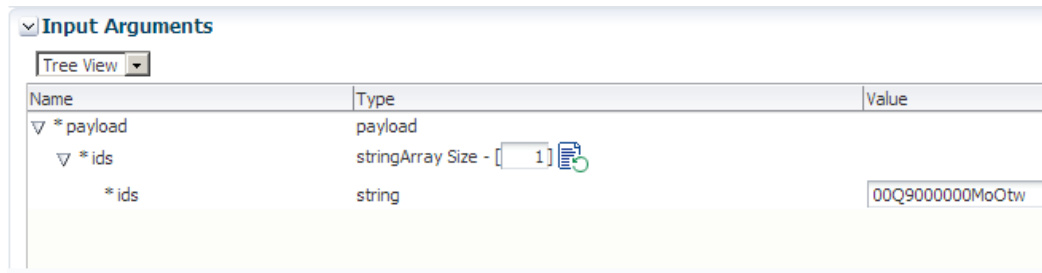 Input Arguments
Tree View
Name Type Value
* payload payload
* ids stringArray Size - [ 1 ]
* ids string 00Q9000000MoOtw